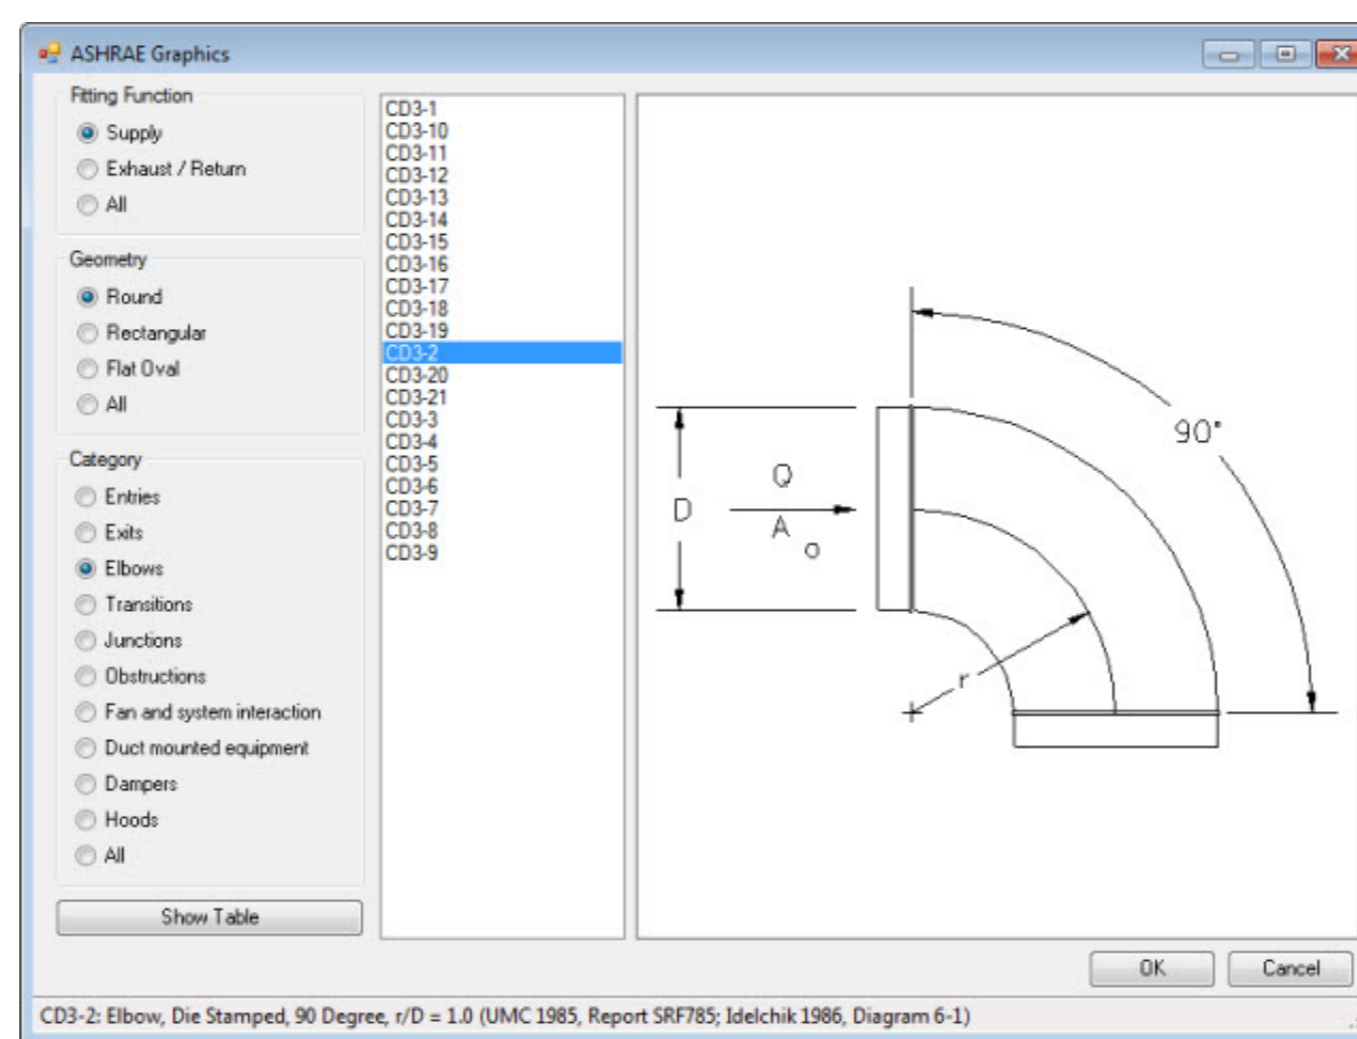 ASHRAE Graphics
Fitting Function
Supply
Exhaust / Return
All
Geometry
Round
Rectangular
Flat Oval
All
Category
Entries
Exits
Elbows
Transitions
Junctions
Obstructions
Fan and system interaction
Duct mounted equipment
Dampers
Hoods
All
Show Table
CD3-1
CD3-10
CD3-11
CD3-12
CD3-13
CD3-14
CD3-15
CD3-16
CD3-17
CD3-18
CD3-19
CD3-2
CD3-20
CD3-21
CD3-3
CD3-4
CD3-5
CD3-6
CD3-7
CD3-8
CD3-9
90°
Q
D
A o
r
OK Cancel
CD3-2: Elbow, Die Stamped, 90 Degree, r/D = 1.0 (UMC 1985, Report SRF785; Idelchik 1986, Diagram 6-1)